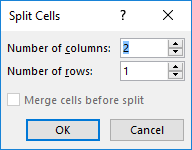 Split Cells ? ×
Number of columns: 2
Number of rows: 1
Merge cells before split
OK Cancel